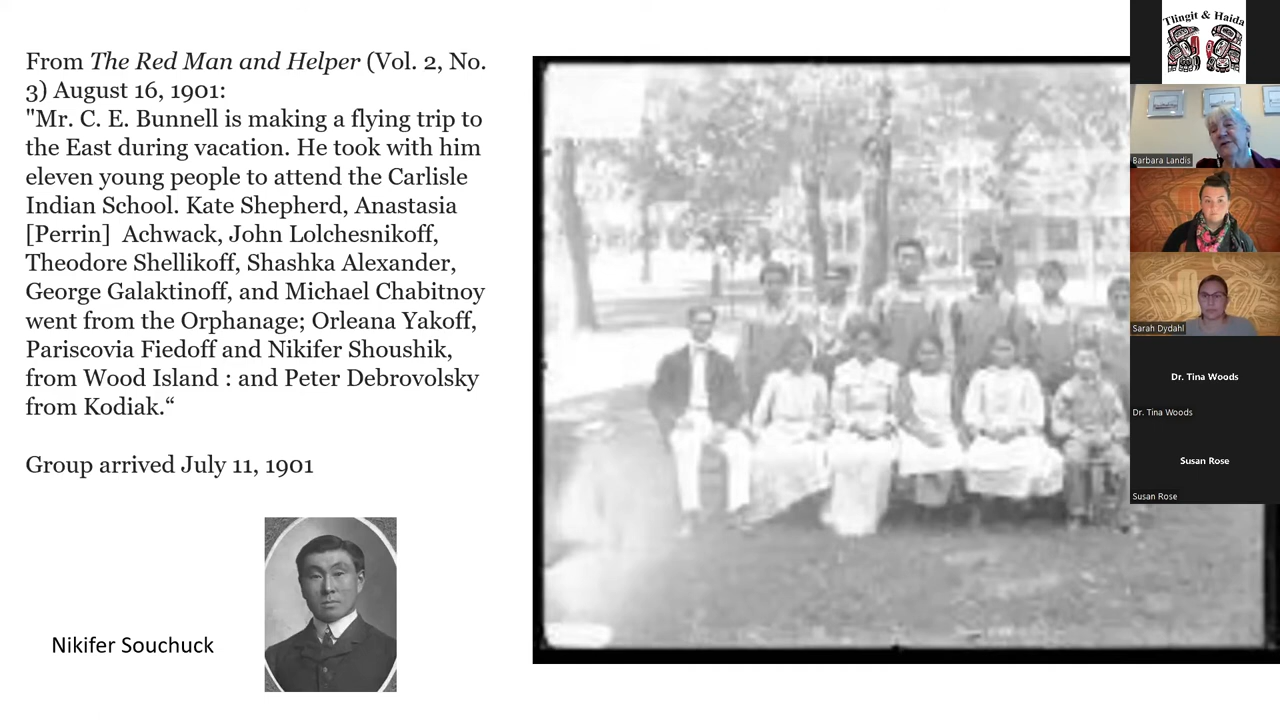 From The Red Man and Helper (Vol. 2, No.
3) August 16, 1901:
"Mr. C. E. Bunnell is making a flying trip to
the East during vacation. He took with him
eleven young people to attend the Carlisle
Indian School. Kate Shepherd, Anastasia
[Perrin] Achwack, John Lolchesnikoff,
Theodore Shellikoff, Shashka Alexander,
George Galaktinoff, and Michael Chabitnoy
went from the Orphanage; Orleana Yakoff,
Pariscovia Fiedoff and Nikifer Shoushik,
from Wood Island : and Peter Debrovolsky
from Kodiak.“
Group arrived July 11, 1901
Nikifer Souchuck
Tlingit & Haida
Barbara Landis
Sarah Dydahl
Dr. Tina Woods
Dr. Tina Woods
Susan Rose
Susan Rose